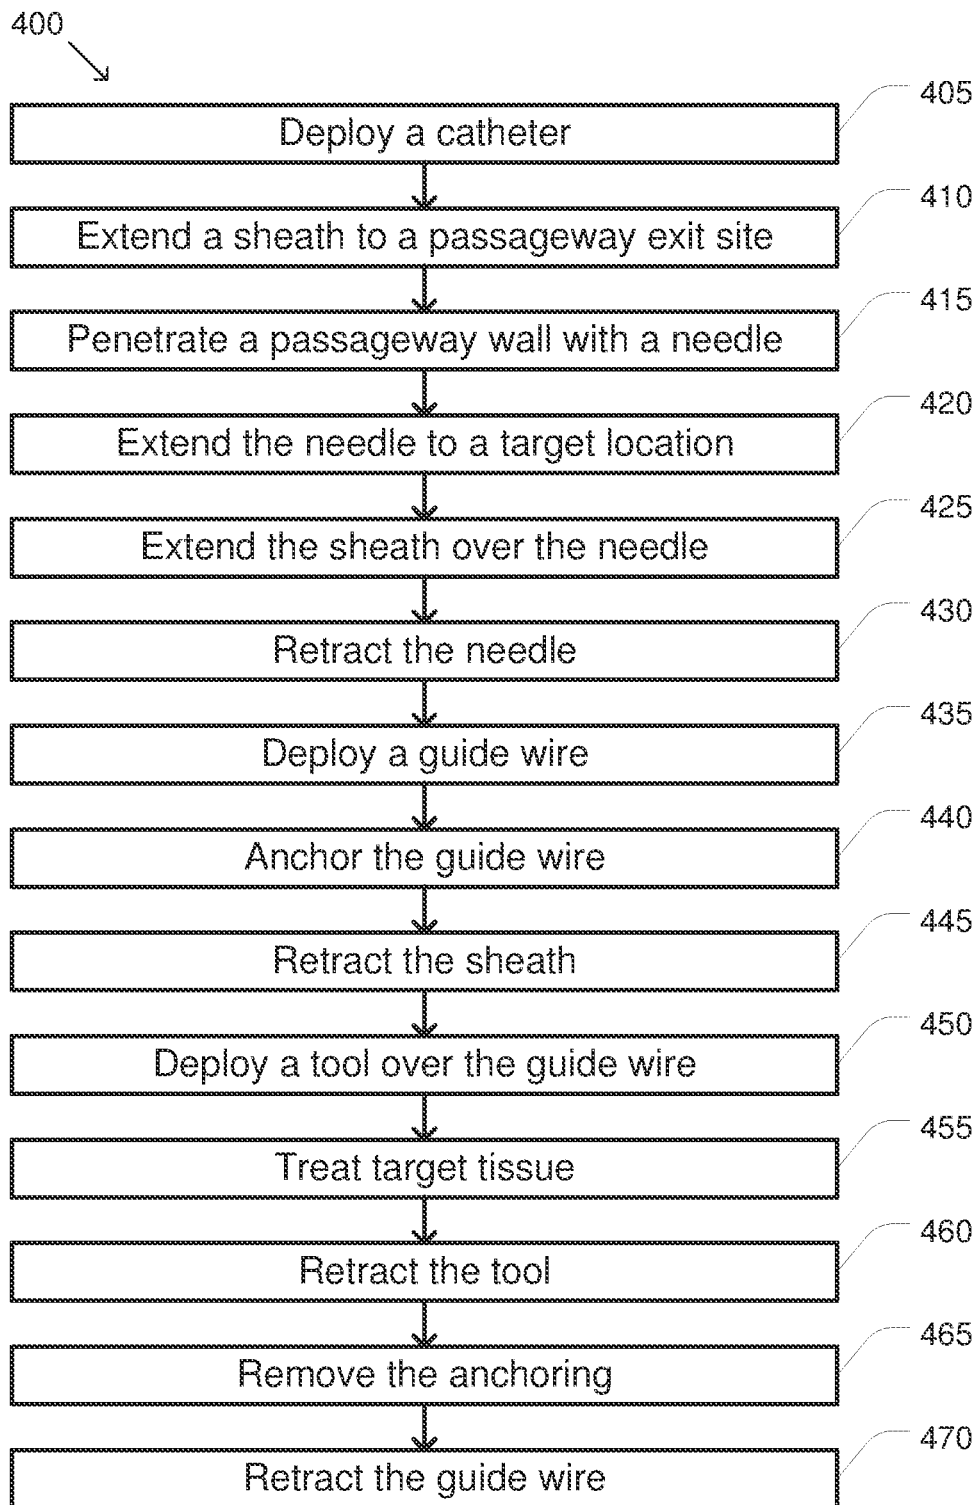 400
405
Deploy a catheter
410
Extend a sheath to a passageway exit site
415
Penetrate a passageway wall with a needle
420
Extend the needle to a target location
425
Extend the sheath over the needle
430
Retract the needle
435
Deploy a guide wire
440
Anchor the guide wire
445
Retract the sheath
450
Deploy a tool over the guide wire
455
Treat target tissue
460
Retract the tool
465
Remove the anchoring
470
Retract the guide wire